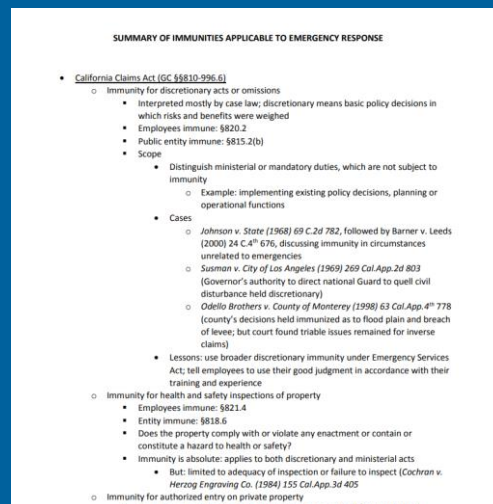 SUMMARY OF IMMUNITIES APPLICABLE TO EMERGENCY RESPONSE
• California Claims Act (GC §§810-996.6)
o Immunity for discretionary acts or omissions
▪ Interpreted mostly by case law; discretionary means basic policy decisions in
which risks and benefits were weighed
▪ Employees immune: §820.2
▪ Public entity immune: §815.2(b)
▪ Scope
• Distinguish ministerial or mandatory duties, which are not subject to
immunity
o Example: implementing existing policy decisions, planning or
operational functions
• Cases
o Johnson v. State (1968) 69 C.2d 782, followed by Barner v. Leeds
(2000) 24 C.4th 676, discussing immunity in circumstances
unrelated to emergencies
o Susman v. City of Los Angeles (1969) 269 Cal.App.2d 803
(Governor's authority to direct national Guard to quell civil
disturbance held discretionary)
o Odello Brothers v. County of Monterey (1998) 63 Cal.App.4th 778
(county's decisions held immunized as to flood plain and breach
of levee; but court found triable issues remained for inverse
claims)
• Lessons: use broader discretionary immunity under Emergency Services
Act; tell employees to use their good judgment in accordance with their
training and experience
o Immunity for health and safety inspections of property
▪ Employees immune: §821.4
▪ Entity immune: §818.6
▪ Does the property comply with or violate any enactment or contain or
constitute a hazard to health or safety?
▪ Immunity is absolute: applies to both discretionary and ministerial acts
• But: limited to adequacy of inspection or failure to inspect (Cochran v.
Herzog Engraving Co. (1984) 155 Cal.App.3d 405
o Immunity for authorized entry on private property